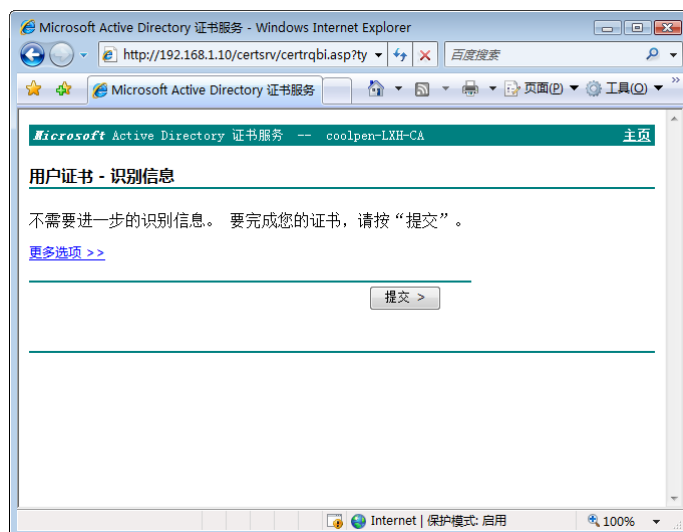 Microsoft Active Directory 证书服务 - Windows Internet Explorer
http://192.168.1.10/certsrv/certrqbi.asp?ty
百度搜索
Microsoft Active Directory 证书服务
页面(P)
工具(O)
Microsoft Active Directory 证书服务 -- coolpen-LXH-CA
主页
用户证书 - 识别信息
不需要进一步的识别信息。 要完成您的证书，请按“提交”。
更多选项 >>
提交 >
Internet | 保护模式: 启用
100%